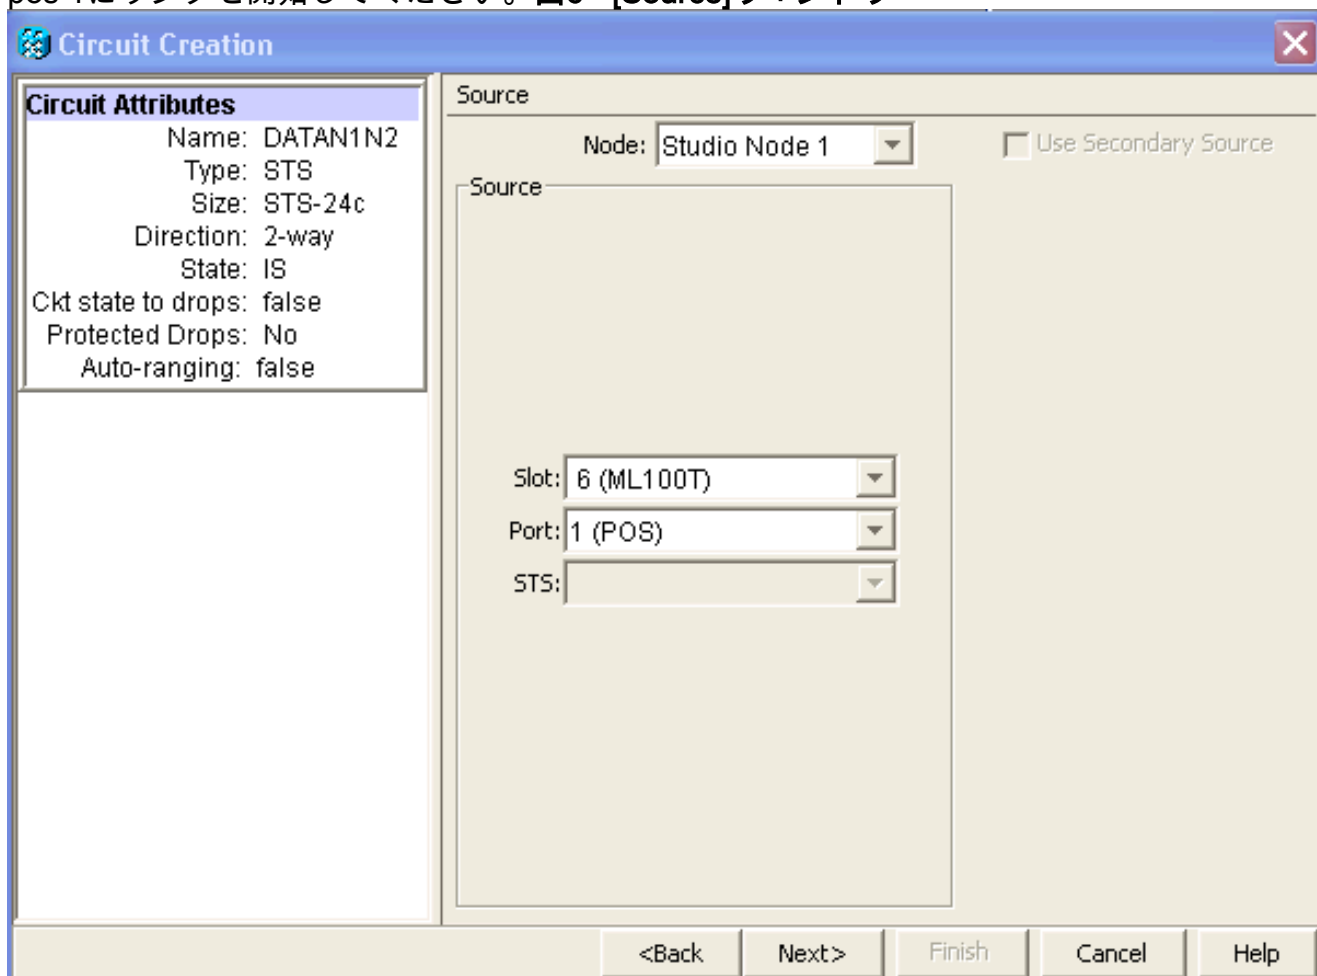 Circuit Creation
Circuit Attributes
Name: DATAN1N2
Type: STS
Size: STS-24c
Direction: 2-way
State: IS
Ckt state to drops: false
Protected Drops: No
Auto-ranging: false
Source
Node: Studio Node 1
Use Secondary Source
Source
Slot: 6 (ML100T)
Port: 1 (POS)
STS:
<Back
Next>
Finish
Cancel
Help